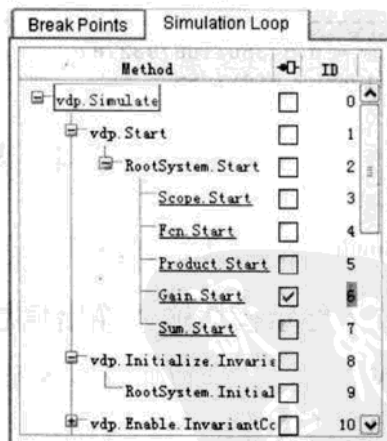 Break Points Simulation Loop
Method ID
vdp.Simulate 0
vdp.Start 1
RootSystem.Start 2
Scope.Start 3
Fcn.Start 4
Product.Start 5
Gain.Start 6
Sum.Start 7
vdp.Initialize.Invaria 8
RootSystem.Initial 9
vdp.Enable.InvariantCo 10